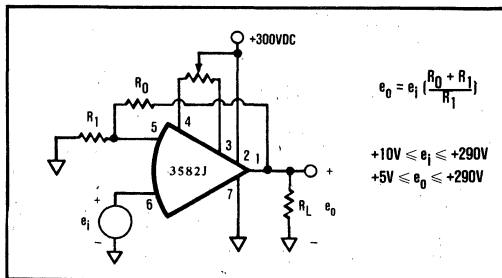 +300VDC
R0
R1
4
5
3
2
1
3582J
+
6
7
+
ei
−
RL
eo
−
eo = ei (R0 + R1 / R1)
+10V ≤ ei ≤ +290V
+5V ≤ eo ≤ +290V